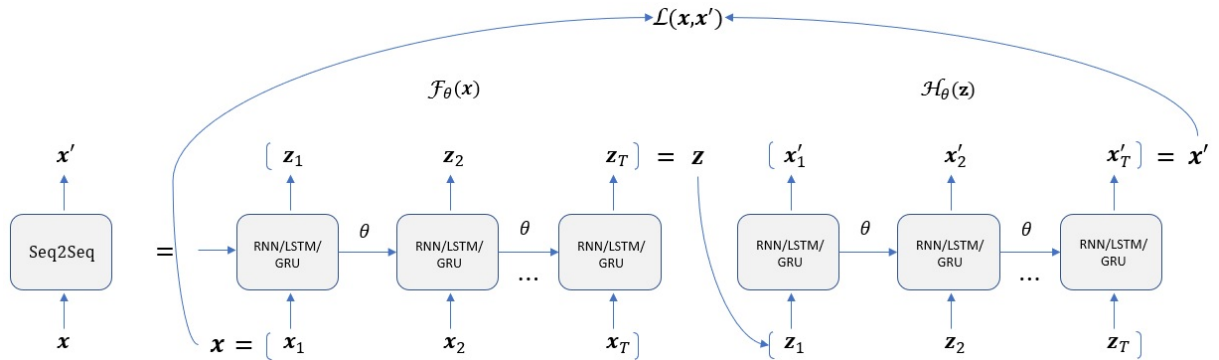 ℒ(𝒙,𝒙′)
ℱθ(𝒙) ℋθ(𝐳)
𝒙′ [ 𝒛₁ 𝒛₂ 𝒛T ] = 𝒛 [ 𝒙′₁ 𝒙′₂ 𝒙′T ] = 𝒙′
θ θ θ θ
Seq2Seq = RNN/LSTM/ RNN/LSTM/ RNN/LSTM/ RNN/LSTM/ RNN/LSTM/ RNN/LSTM/
GRU GRU GRU GRU GRU GRU
... ...
𝒙 𝒙 = [ 𝒙₁ 𝒙₂ 𝒙T ] [ 𝒛₁ 𝒛₂ 𝒛T ]